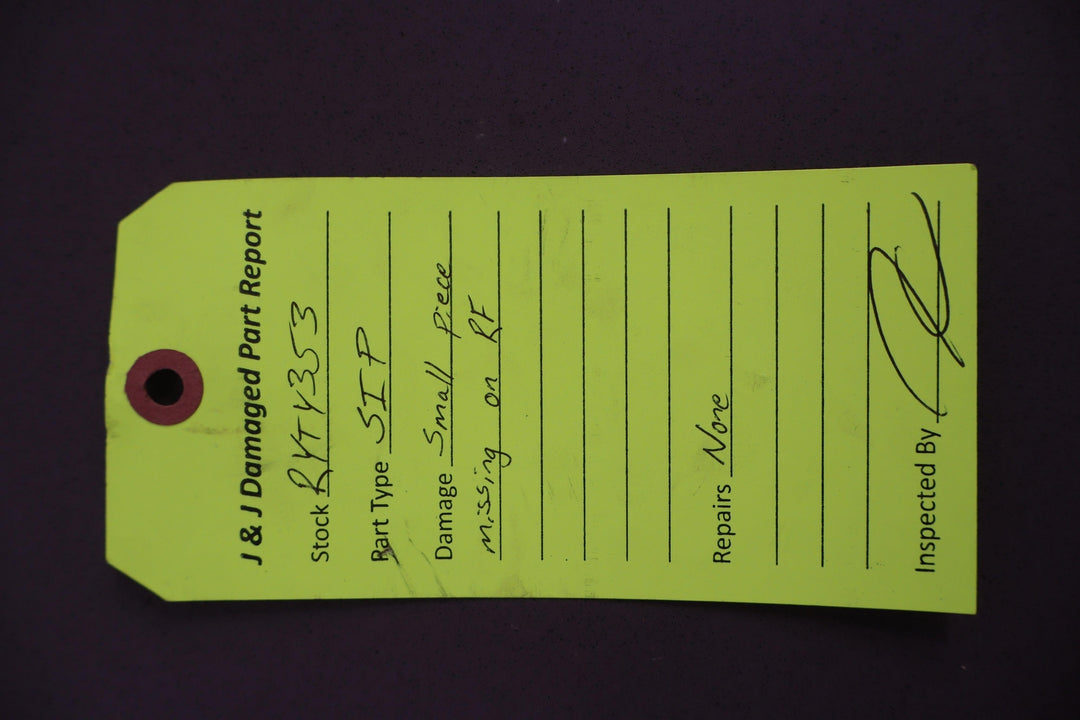 J & J Damaged Part Report
Stock RYTY353
Part Type SIP
Damage Small Piece
missing on RF
Repairs None
Inspected By